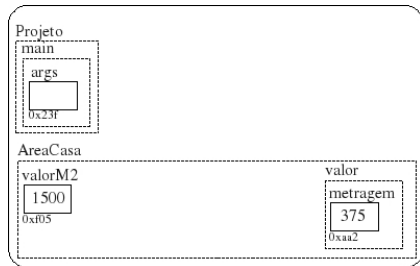 Projeto
main
args
0x23f
AreaCasa
valorM2
1500
0xf05
valor
metragem
375
0xaa2